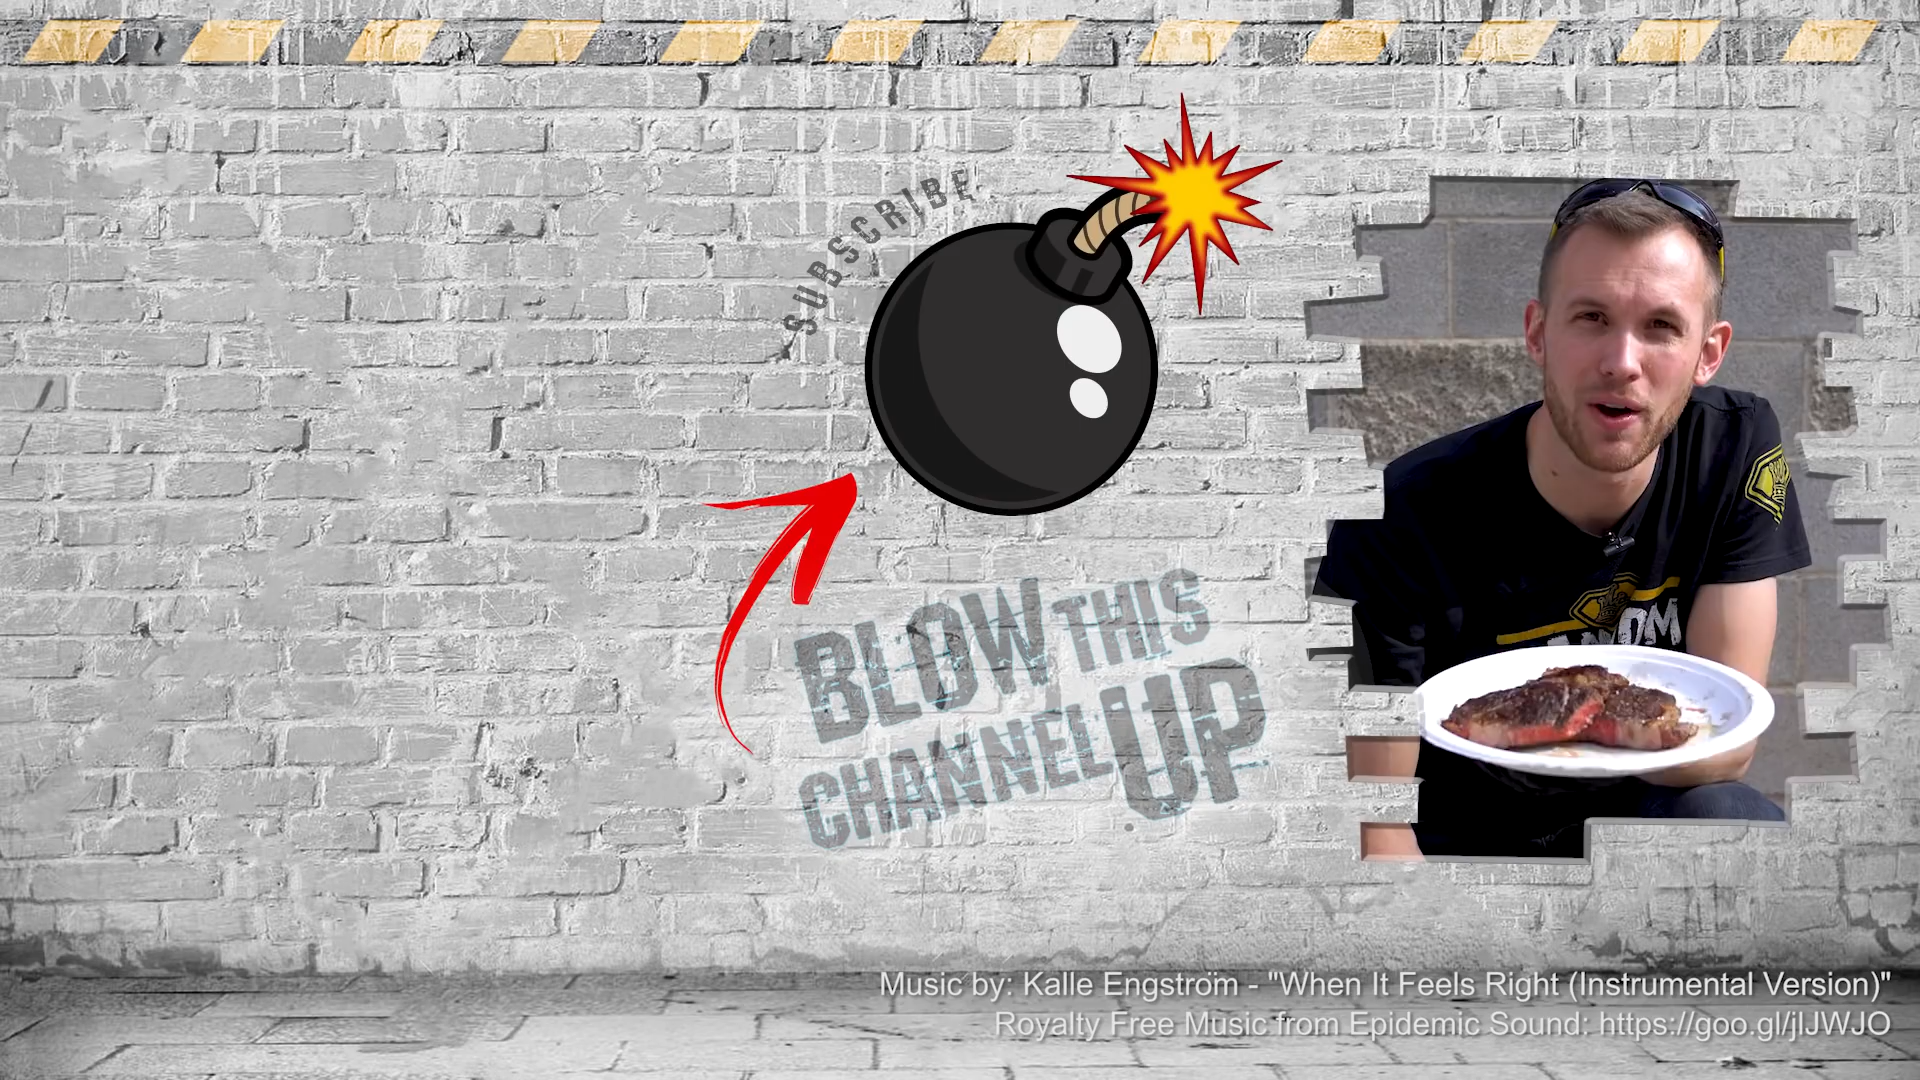 SUBSCRIBE
BLOW THIS
CHANNEL UP
Music by: Kalle Engström - "When It Feels Right (Instrumental Version)"
Royalty Free Music from Epidemic Sound: https://goo.gl/jlJWJO